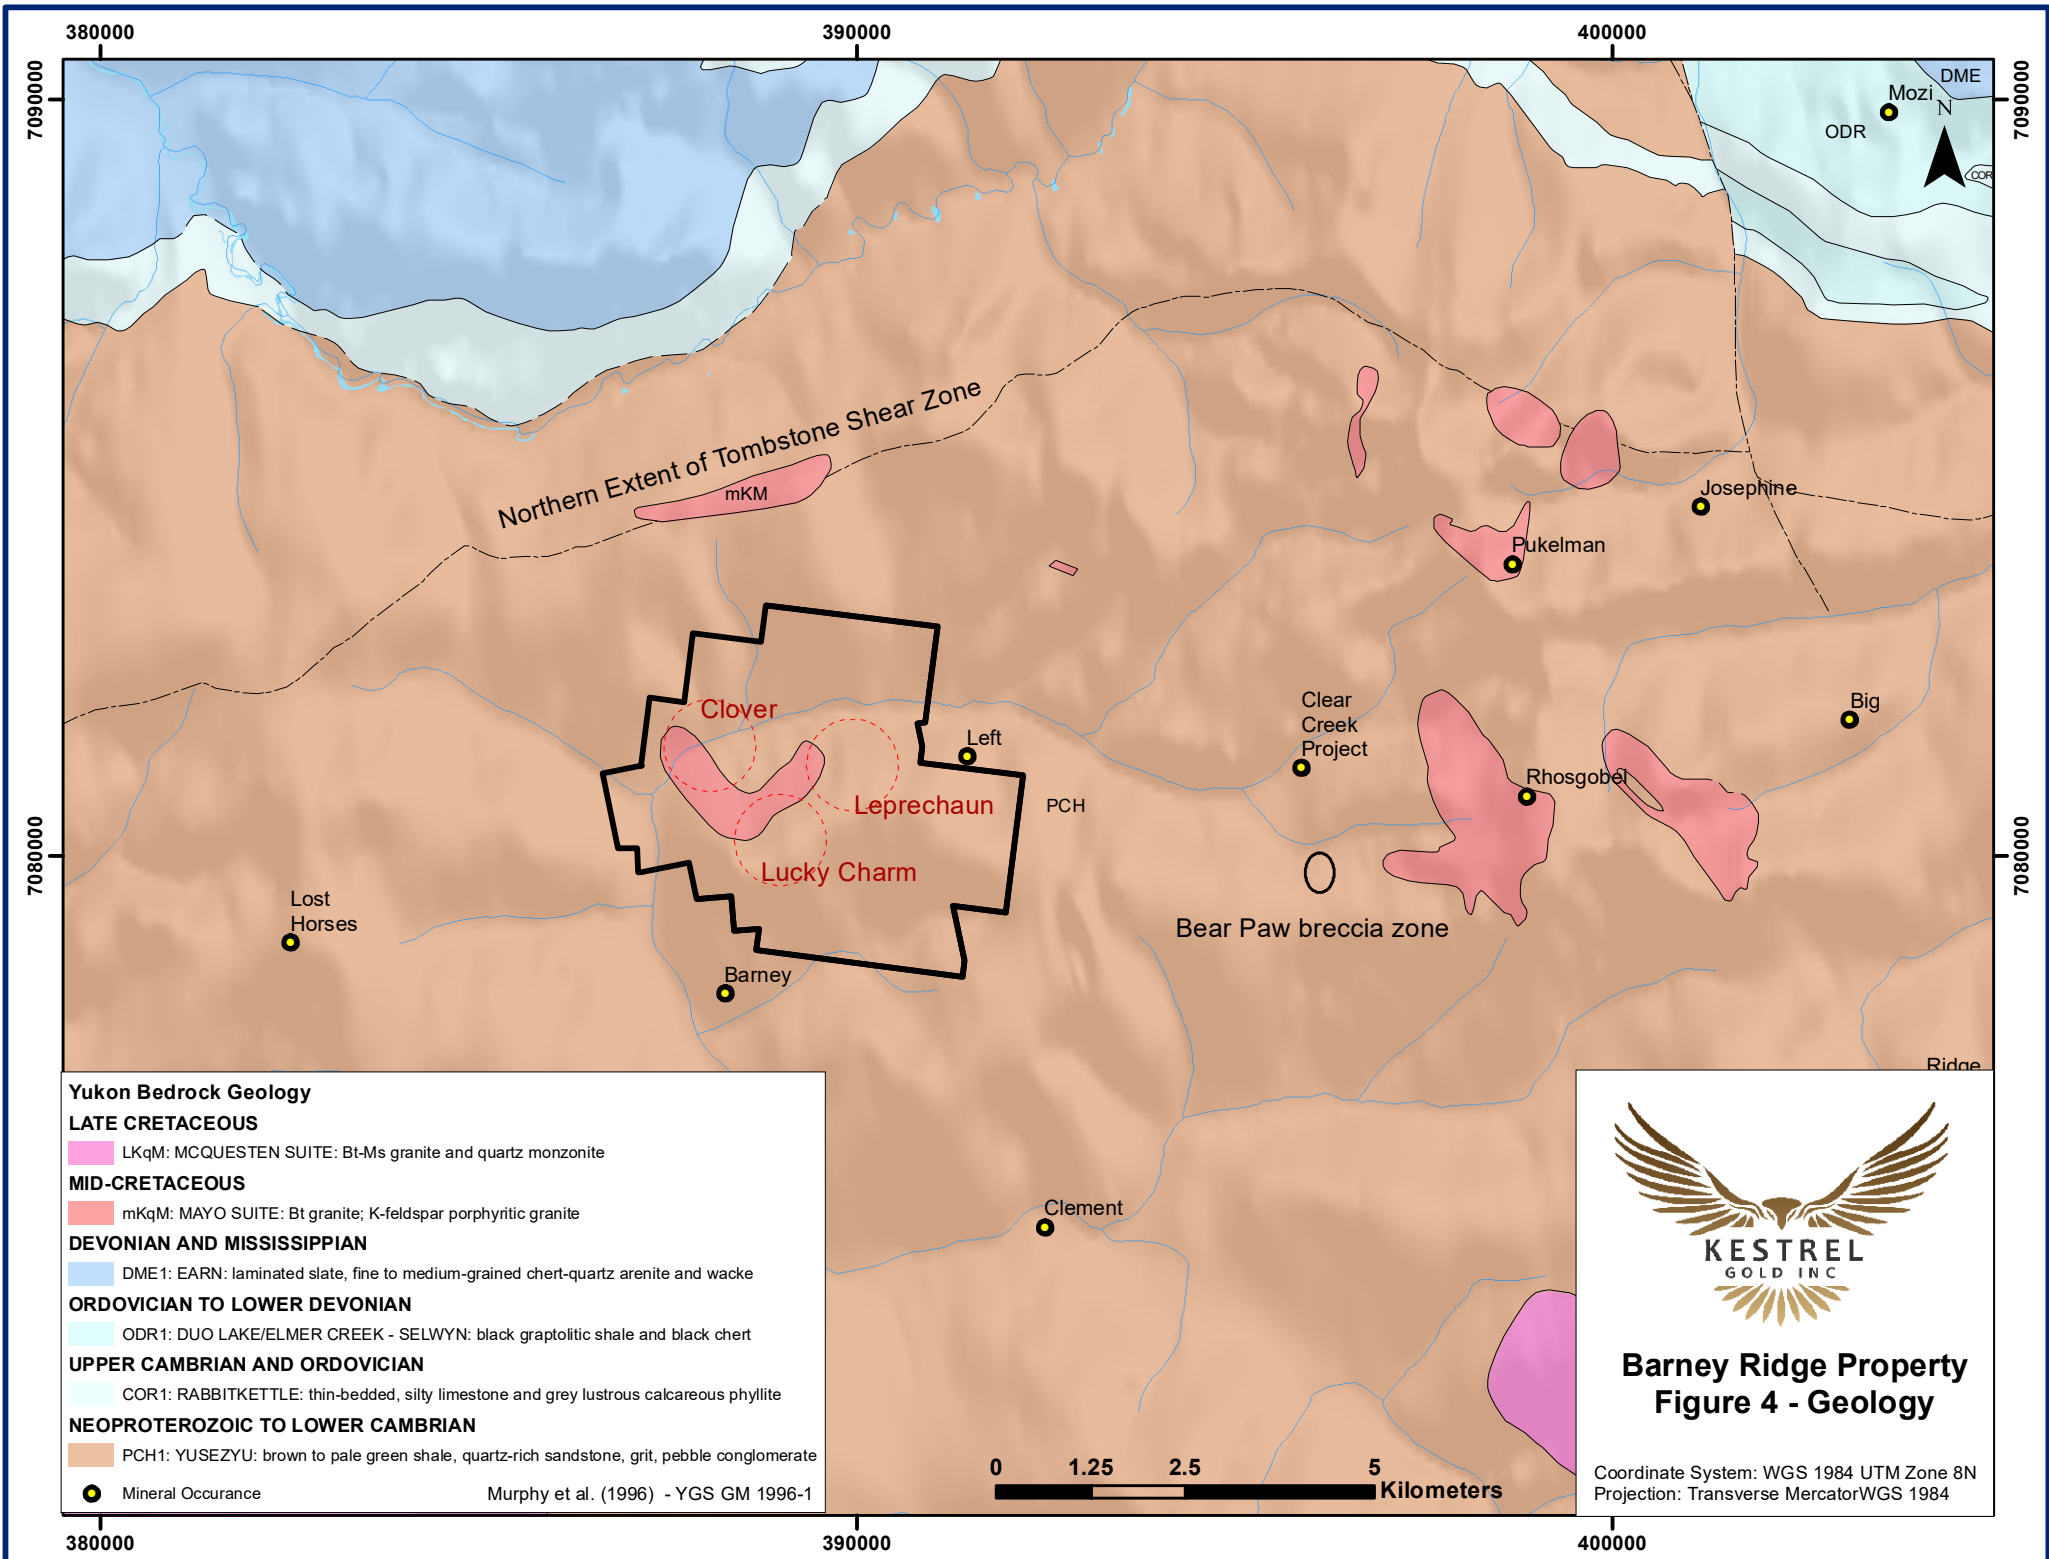 380000
390000
400000
7090000
7090000
DME
Mozi
N
ODR
COR
Northern Extent of Tombstone Shear Zone
mKM
Josephine
Pukelman
Clover
Left
Clear
Creek
Project
Big
Rhosgobel
Leprechaun
PCH
7080000
7080000
Lucky Charm
Lost
Horses
Bear Paw breccia zone
Barney
Ridge
Clement
Yukon Bedrock Geology
LATE CRETACEOUS
LKqM: MCQUESTEN SUITE: Bt-Ms granite and quartz monzonite
MID-CRETACEOUS
mKqM: MAYO SUITE: Bt granite; K-feldspar porphyritic granite
DEVONIAN AND MISSISSIPPIAN
DME1: EARN: laminated slate, fine to medium-grained chert-quartz arenite and wacke
ORDOVICIAN TO LOWER DEVONIAN
ODR1: DUO LAKE/ELMER CREEK - SELWYN: black graptolitic shale and black chert
UPPER CAMBRIAN AND ORDOVICIAN
COR1: RABBITKETTLE: thin-bedded, silty limestone and grey lustrous calcareous phyllite
NEOPROTEROZOIC TO LOWER CAMBRIAN
PCH1: YUSEZYU: brown to pale green shale, quartz-rich sandstone, grit, pebble conglomerate
Mineral Occurance
Murphy et al. (1996) - YGS GM 1996-1
0 1.25 2.5 5
Kilometers
KESTREL
GOLD INC
Barney Ridge Property
Figure 4 - Geology
Coordinate System: WGS 1984 UTM Zone 8N
Projection: Transverse MercatorWGS 1984
380000
390000
400000